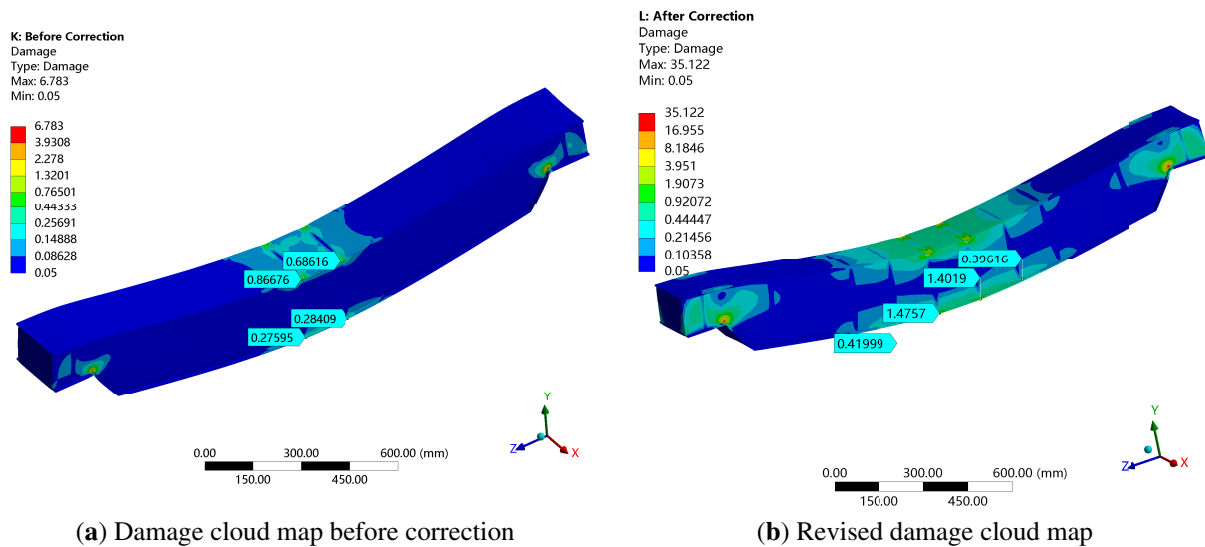 K: Before Correction
Damage
Type: Damage
Max: 6.783
Min: 0.05
6.783
3.9308
2.278
1.3201
0.76501
0.44333
0.25691
0.14888
0.08628
0.05
0.68616
0.86676
0.28409
0.27595
Y
Z
X
0.00
300.00
600.00 (mm)
150.00
450.00
(a) Damage cloud map before correction
L: After Correction
Damage
Type: Damage
Max: 35.122
Min: 0.05
35.122
16.955
8.1846
3.951
1.9073
0.92072
0.44447
0.21456
0.10358
0.05
1.4019
1.4757
0.41999
Y
Z
X
0.00
300.00
600.00 (mm)
150.00
450.00
(b) Revised damage cloud map